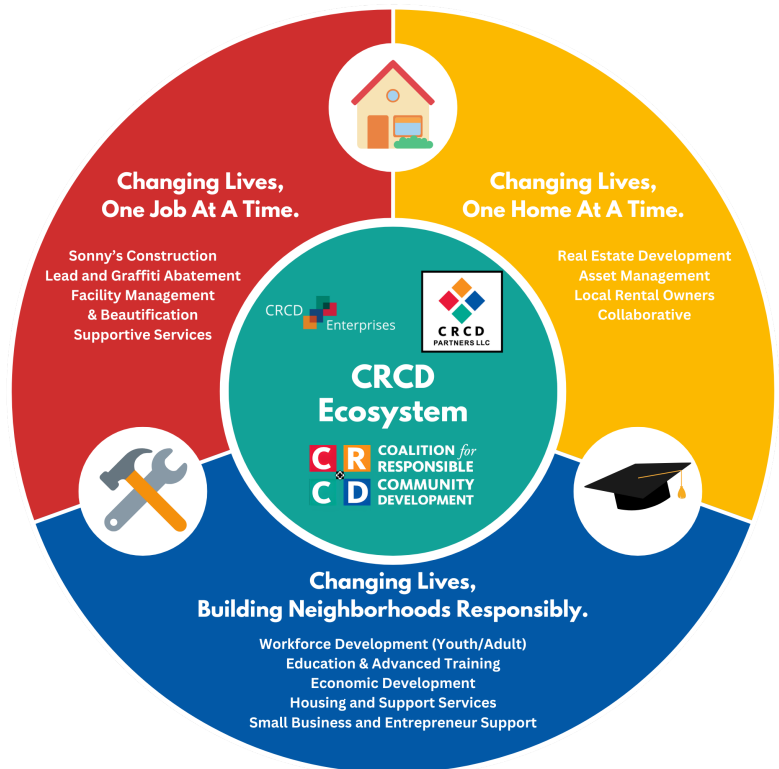 Changing Lives,
One Job At A Time.
Sonny's Construction
Lead and Graffiti Abatement
Facility Management
& Beautification
Supportive Services
Changing Lives,
One Home At A Time.
Real Estate Development
Asset Management
Local Rental Owners
Collaborative
CRCD
Enterprises
CRCD
PARTNERS LLC
CRCD
Ecosystem
C R
C D
COALITION for
RESPONSIBLE
COMMUNITY
DEVELOPMENT
Changing Lives,
Building Neighborhoods Responsibly.
Workforce Development (Youth/Adult)
Education & Advanced Training
Economic Development
Housing and Support Services
Small Business and Entrepreneur Support